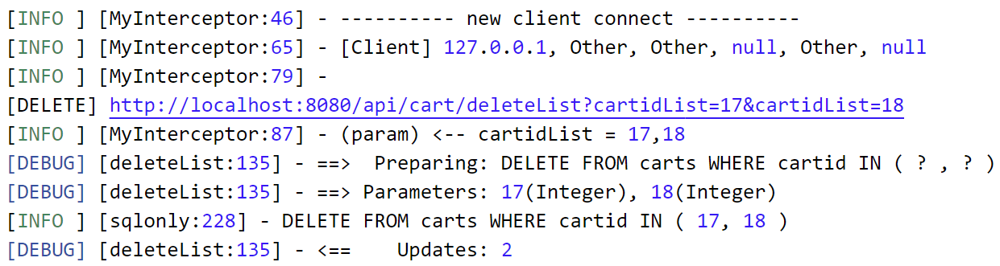 [INFO ] [MyInterceptor:46] - ---------- new client connect ----------
[INFO ] [MyInterceptor:65] - [Client] 127.0.0.1, Other, Other, null, Other, null
[INFO ] [MyInterceptor:79] -
[DELETE] http://localhost:8080/api/cart/deleteList?cartidList=17&cartidList=18
[INFO ] [MyInterceptor:87] - (param) <-- cartidList = 17,18
[DEBUG] [deleteList:135] - ==>  Preparing: DELETE FROM carts WHERE cartid IN ( ? , ? )
[DEBUG] [deleteList:135] - ==> Parameters: 17(Integer), 18(Integer)
[INFO ] [sqlonly:228] - DELETE FROM carts WHERE cartid IN ( 17, 18 )
[DEBUG] [deleteList:135] - <==    Updates: 2